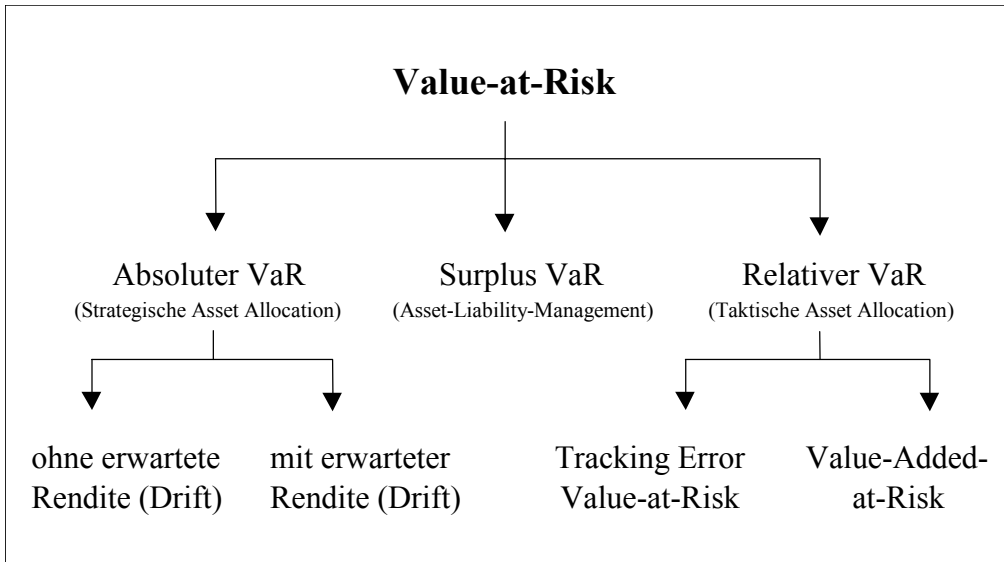 Value-at-Risk
Absoluter VaR
(Strategische Asset Allocation)
Surplus VaR
(Asset-Liability-Management)
Relativer VaR
(Taktische Asset Allocation)
ohne erwartete
Rendite (Drift)
mit erwarteter
Rendite (Drift)
Tracking Error
Value-at-Risk
Value-Added-
at-Risk